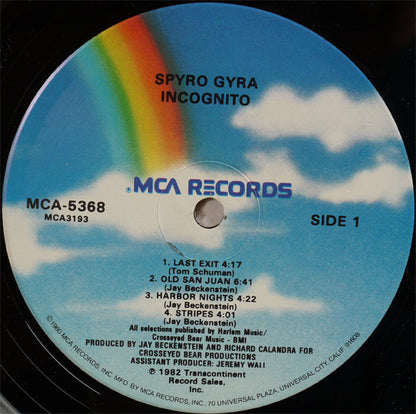 SPYRO GYRA
INCOGNITO
MCA RECORDS
MCA-5368
MCA3193
SIDE 1
1. LAST EXIT 4:17
(Tom Schuman)
2. OLD SAN JUAN 6:41
(Jay Beckenstein)
3. HARBOR NIGHTS 4:22
(Jay Beckenstein)
4. STRIPES 4:01
(Jay Beckenstein)
All selections published by Harlem Music/
Crosseyed Bear Music - BMI
PRODUCED BY JAY BECKENSTEIN AND RICHARD CALANDRA FOR
CROSSEYED BEAR PRODUCTIONS
ASSISTANT PRODUCER: JEREMY WALL
℗ 1982 Transcontinent
Record Sales,
Inc.
©1980 MCA RECORDS, INC. MFG BY MCA RECORDS, INC., 70 UNIVERSAL PLAZA, UNIVERSAL CITY, CALIF. 91608